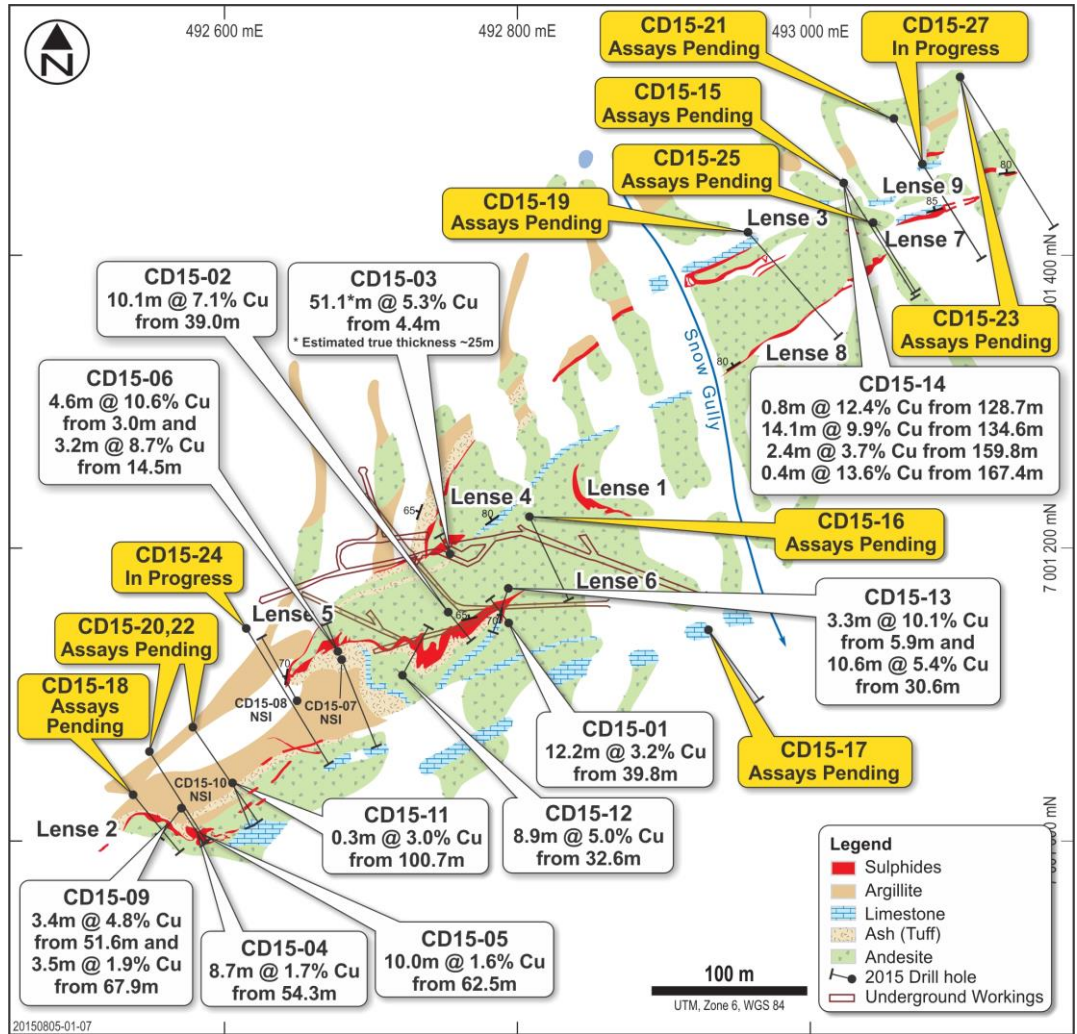 492 600 mE
492 800 mE
493 000 mE
N
CD15-21
Assays Pending
CD15-27
In Progress
CD15-15
Assays Pending
CD15-25
Assays Pending
CD15-19
Assays Pending
Lense 3
Lense 9
80
85
Lense 7
CD15-02
10.1m @ 7.1% Cu
from 39.0m
CD15-03
51.1*m @ 5.3% Cu
from 4.4m
* Estimated true thickness ~25m
Snow Gully
001 400 mN
CD15-23
Assays Pending
80
Lense 8
CD15-06
4.6m @ 10.6% Cu
from 3.0m and
3.2m @ 8.7% Cu
from 14.5m
CD15-14
0.8m @ 12.4% Cu from 128.7m
14.1m @ 9.9% Cu from 134.6m
2.4m @ 3.7% Cu from 159.8m
0.4m @ 13.6% Cu from 167.4m
Lense 4
Lense 1
65
80
CD15-16
Assays Pending
7 001 200 mN
CD15-24
In Progress
Lense 6
Lense 5
65
70
CD15-13
3.3m @ 10.1% Cu
from 5.9m and
10.6m @ 5.4% Cu
from 30.6m
CD15-20,22
Assays Pending
70
CD15-08
NSI
CD15-07
NSI
CD15-18
Assays
Pending
CD15-01
12.2m @ 3.2% Cu
from 39.8m
CD15-17
Assays Pending
CD15-10
NSI
CD15-11
0.3m @ 3.0% Cu
from 100.7m
CD15-12
8.9m @ 5.0% Cu
from 32.6m
Lense 2
CD15-09
3.4m @ 4.8% Cu
from 51.6m and
3.5m @ 1.9% Cu
from 67.9m
CD15-04
8.7m @ 1.7% Cu
from 54.3m
CD15-05
10.0m @ 1.6% Cu
from 62.5m
mN
Legend
Sulphides
Argillite
Limestone
Ash (Tuff)
Andesite
2015 Drill hole
Underground Workings
100 m
UTM, Zone 6, WGS 84
20150805-01-07